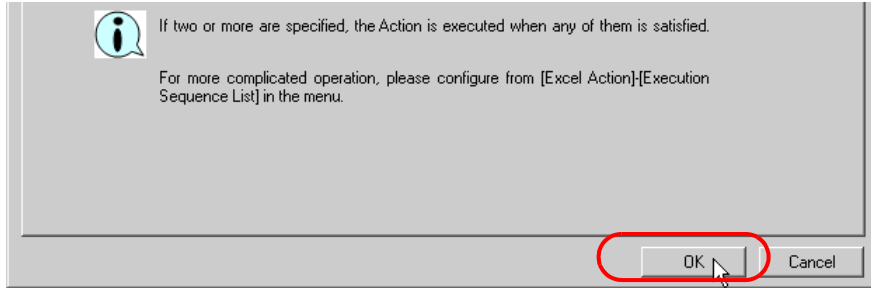 If two or more are specified, the Action is executed when any of them is satisfied.
For more complicated operation, please configure from [Excel Action]-[Execution
Sequence List] in the menu.
OK
Cancel